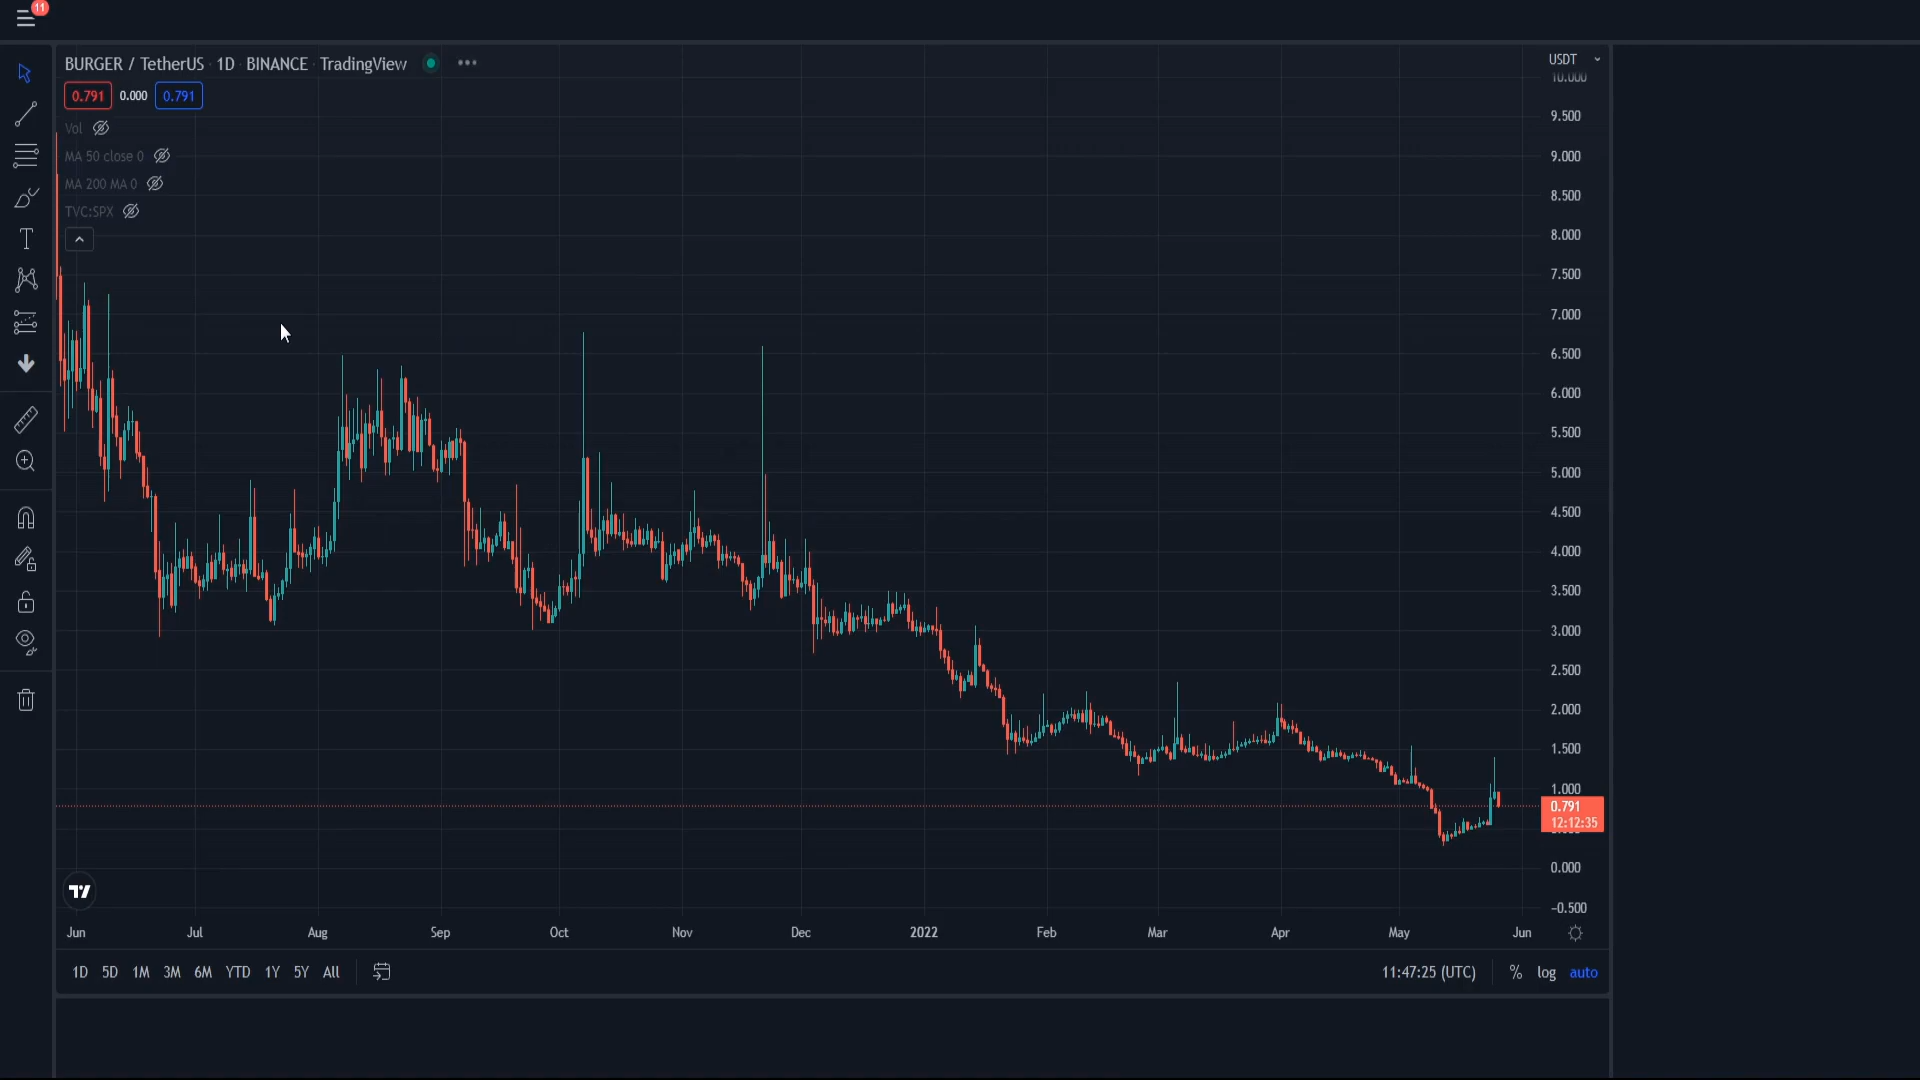 11
BURGER / TetherUS · 1D · BINANCE · TradingView
USDT
10.000
0.791 0.000 0.791
Vol
MA 50 close 0
MA 200 MA 0
TVC:SPX
9.500
9.000
8.500
8.000
7.500
7.000
6.500
6.000
5.500
5.000
4.500
4.000
3.500
3.000
2.500
2.000
1.500
1.000
0.791
12:12:35
0.000
-0.500
Jun Jul Aug Sep Oct Nov Dec 2022 Feb Mar Apr May Jun
1D 5D 1M 3M 6M YTD 1Y 5Y All
11:47:25 (UTC) % log auto